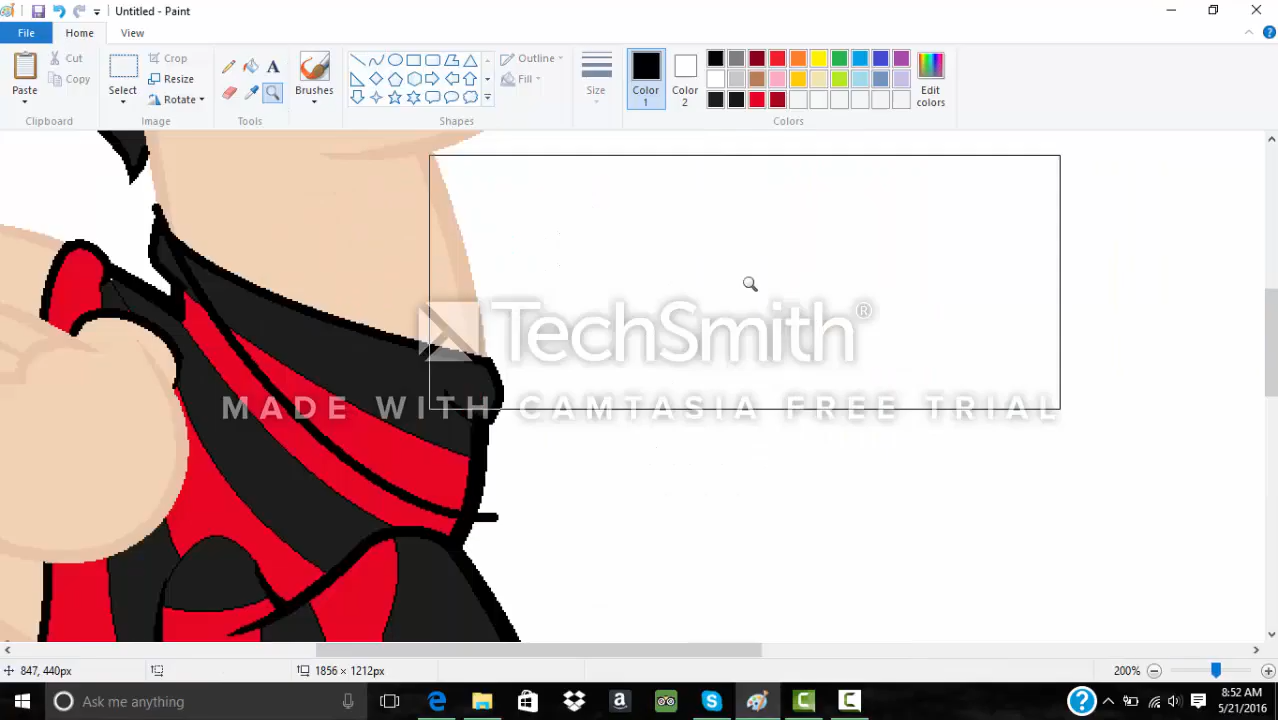 Untitled - Paint
File
Home
View
Paste
Cut
Copy
Clipboard
Select
Crop
Resize
Rotate
Image
A
Tools
Brushes
Outline
Fill
Shapes
Size
Color 1
Color 2
Edit colors
Colors
TechSmith®
MADE WITH CAMTASIA FREE TRIAL
847, 440px
1856 × 1212px
200%
Ask me anything
8:52 AM
5/21/2016